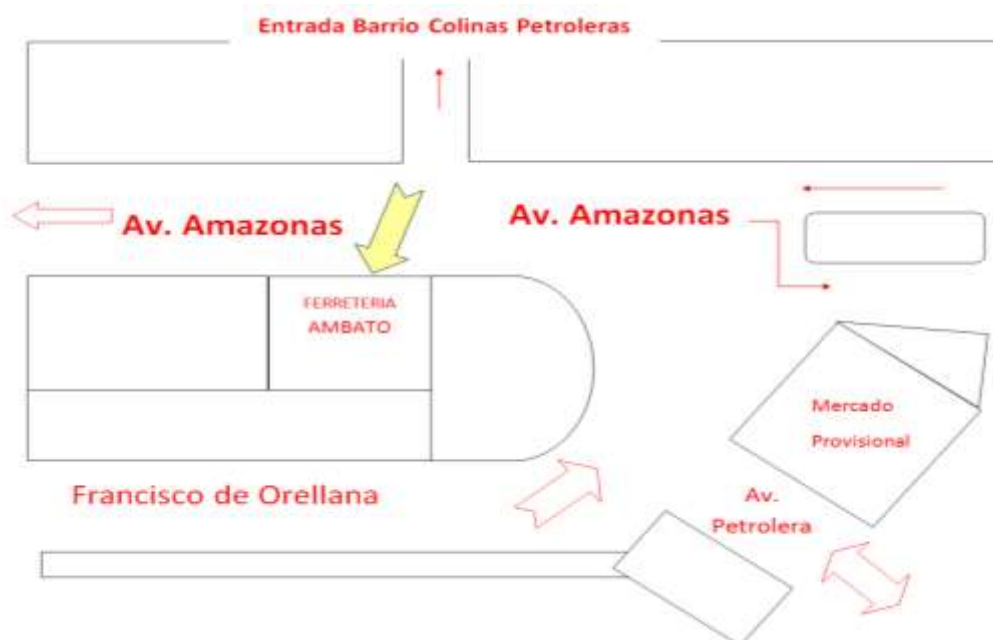 Entrada Barrio Colinas Petroleras
Av. Amazonas
Av. Amazonas
FERRETERIA
AMBATO
Mercado
Provisional
Francisco de Orellana
Av.
Petrolera